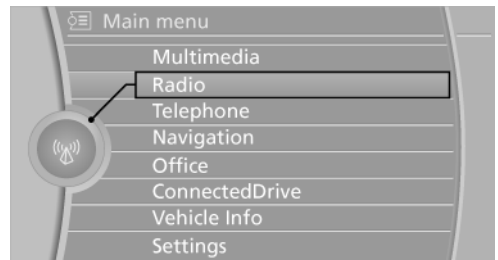 Main menu
Multimedia
Radio
Telephone
Navigation
Office
ConnectedDrive
Vehicle Info
Settings